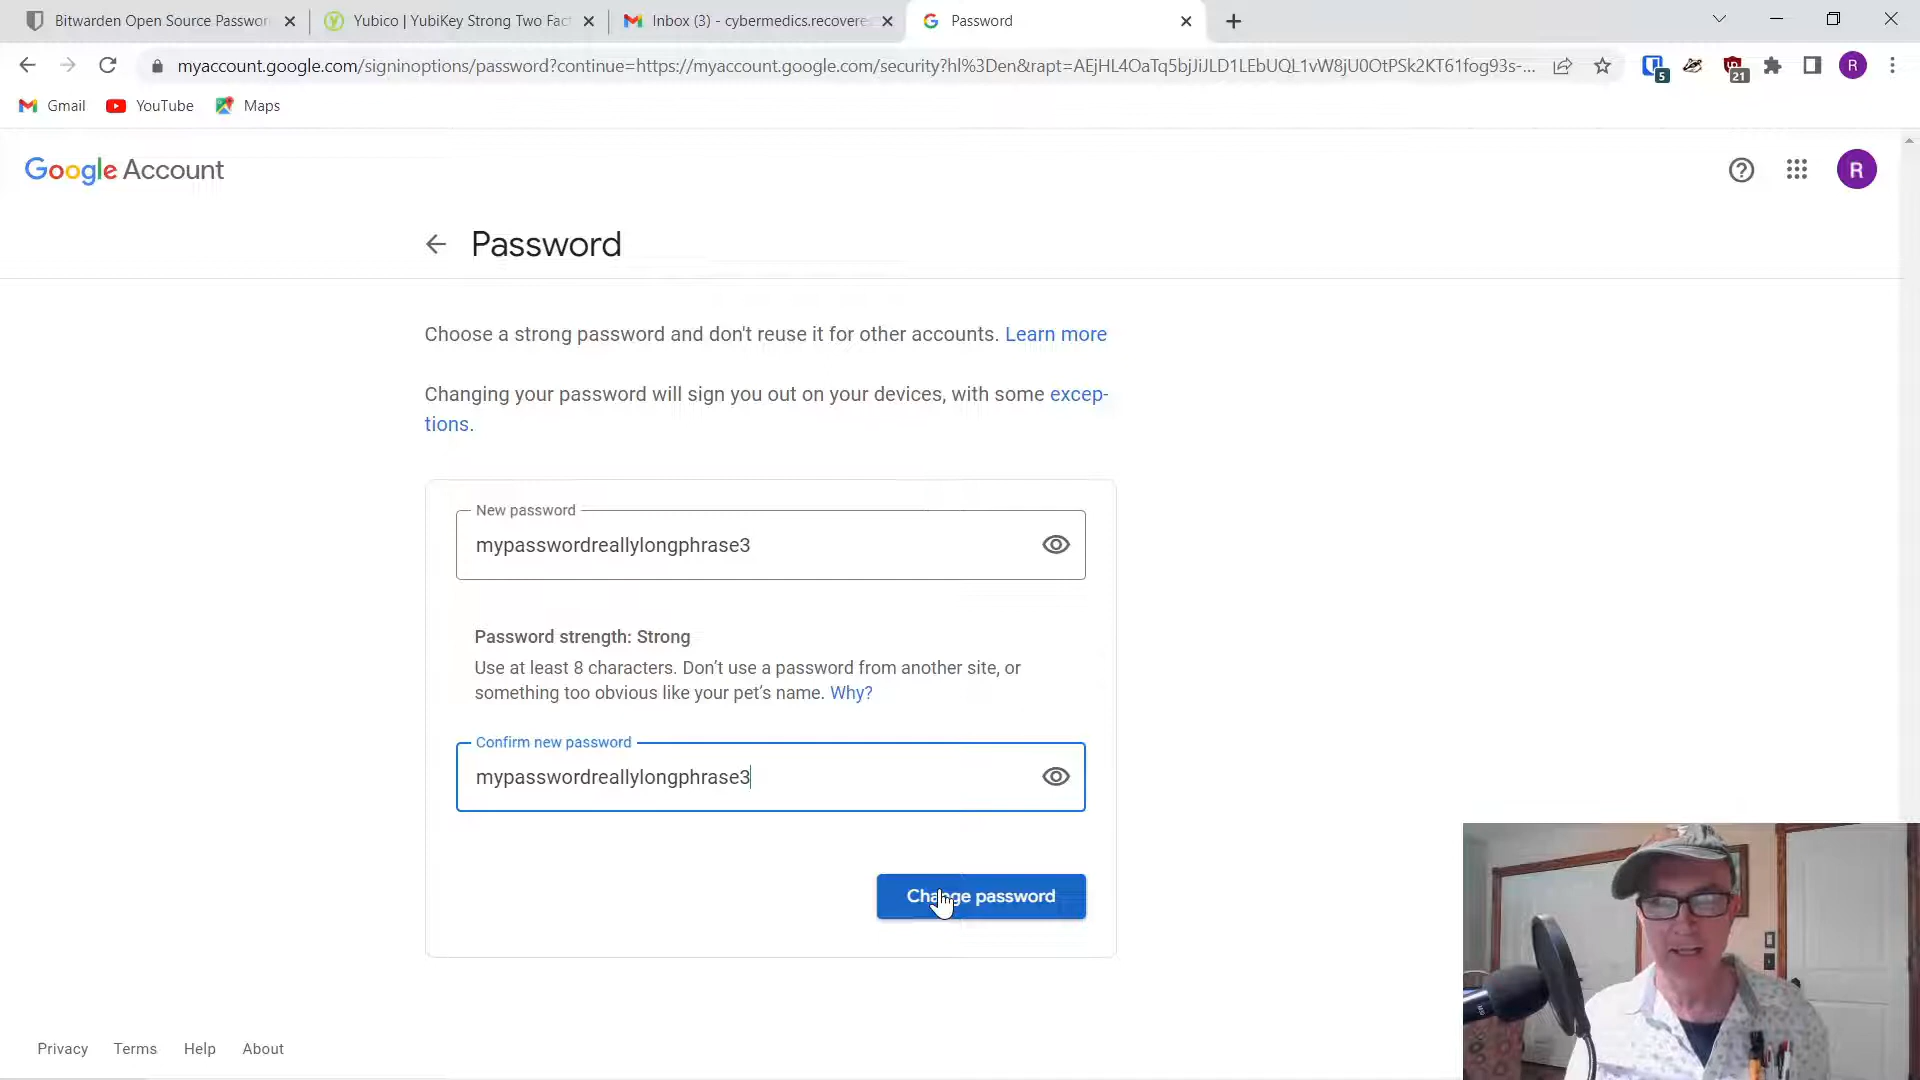 Bitwarden Open Source Passwor
Yubico | YubiKey Strong Two Fact
Inbox (3) - cybermedics.recovere
Password
myaccount.google.com/signinoptions/password?continue=https://myaccount.google.com/security?hl%3Den&rapt=AEjHL4OaTq5bjJiJLD1LEbUQL1vW8jU0OtPSk2KT61fog93s-...
5
21
R
Gmail
YouTube
Maps
Google Account
R
Password
Choose a strong password and don't reuse it for other accounts. Learn more
Changing your password will sign you out on your devices, with some excep-
tions.
New password
mypasswordreallylongphrase3
Password strength: Strong
Use at least 8 characters. Don’t use a password from another site, or
something too obvious like your pet’s name. Why?
Confirm new password
mypasswordreallylongphrase3
Change password
Privacy
Terms
Help
About